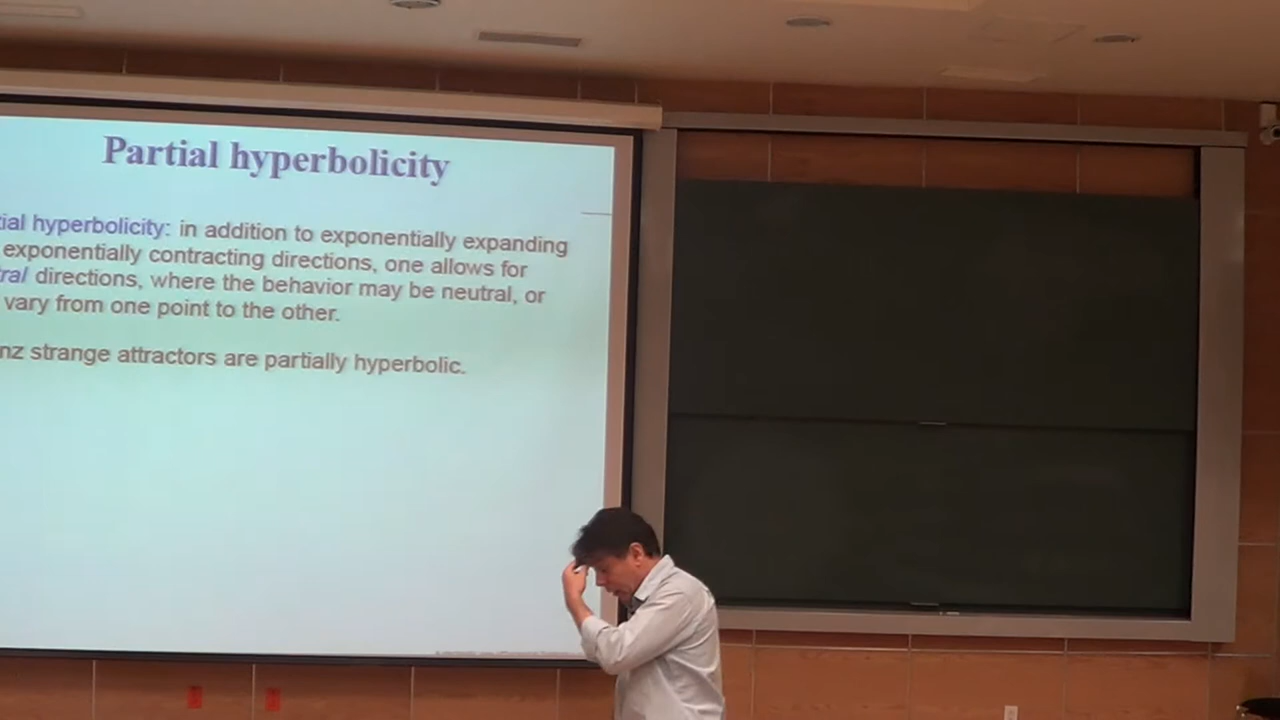 Partial hyperbolicity
tial hyperbolicity: in addition to exponentially expanding
exponentially contracting directions, one allows for
tral directions, where the behavior may be neutral, or
vary from one point to the other.
nz strange attractors are partially hyperbolic.